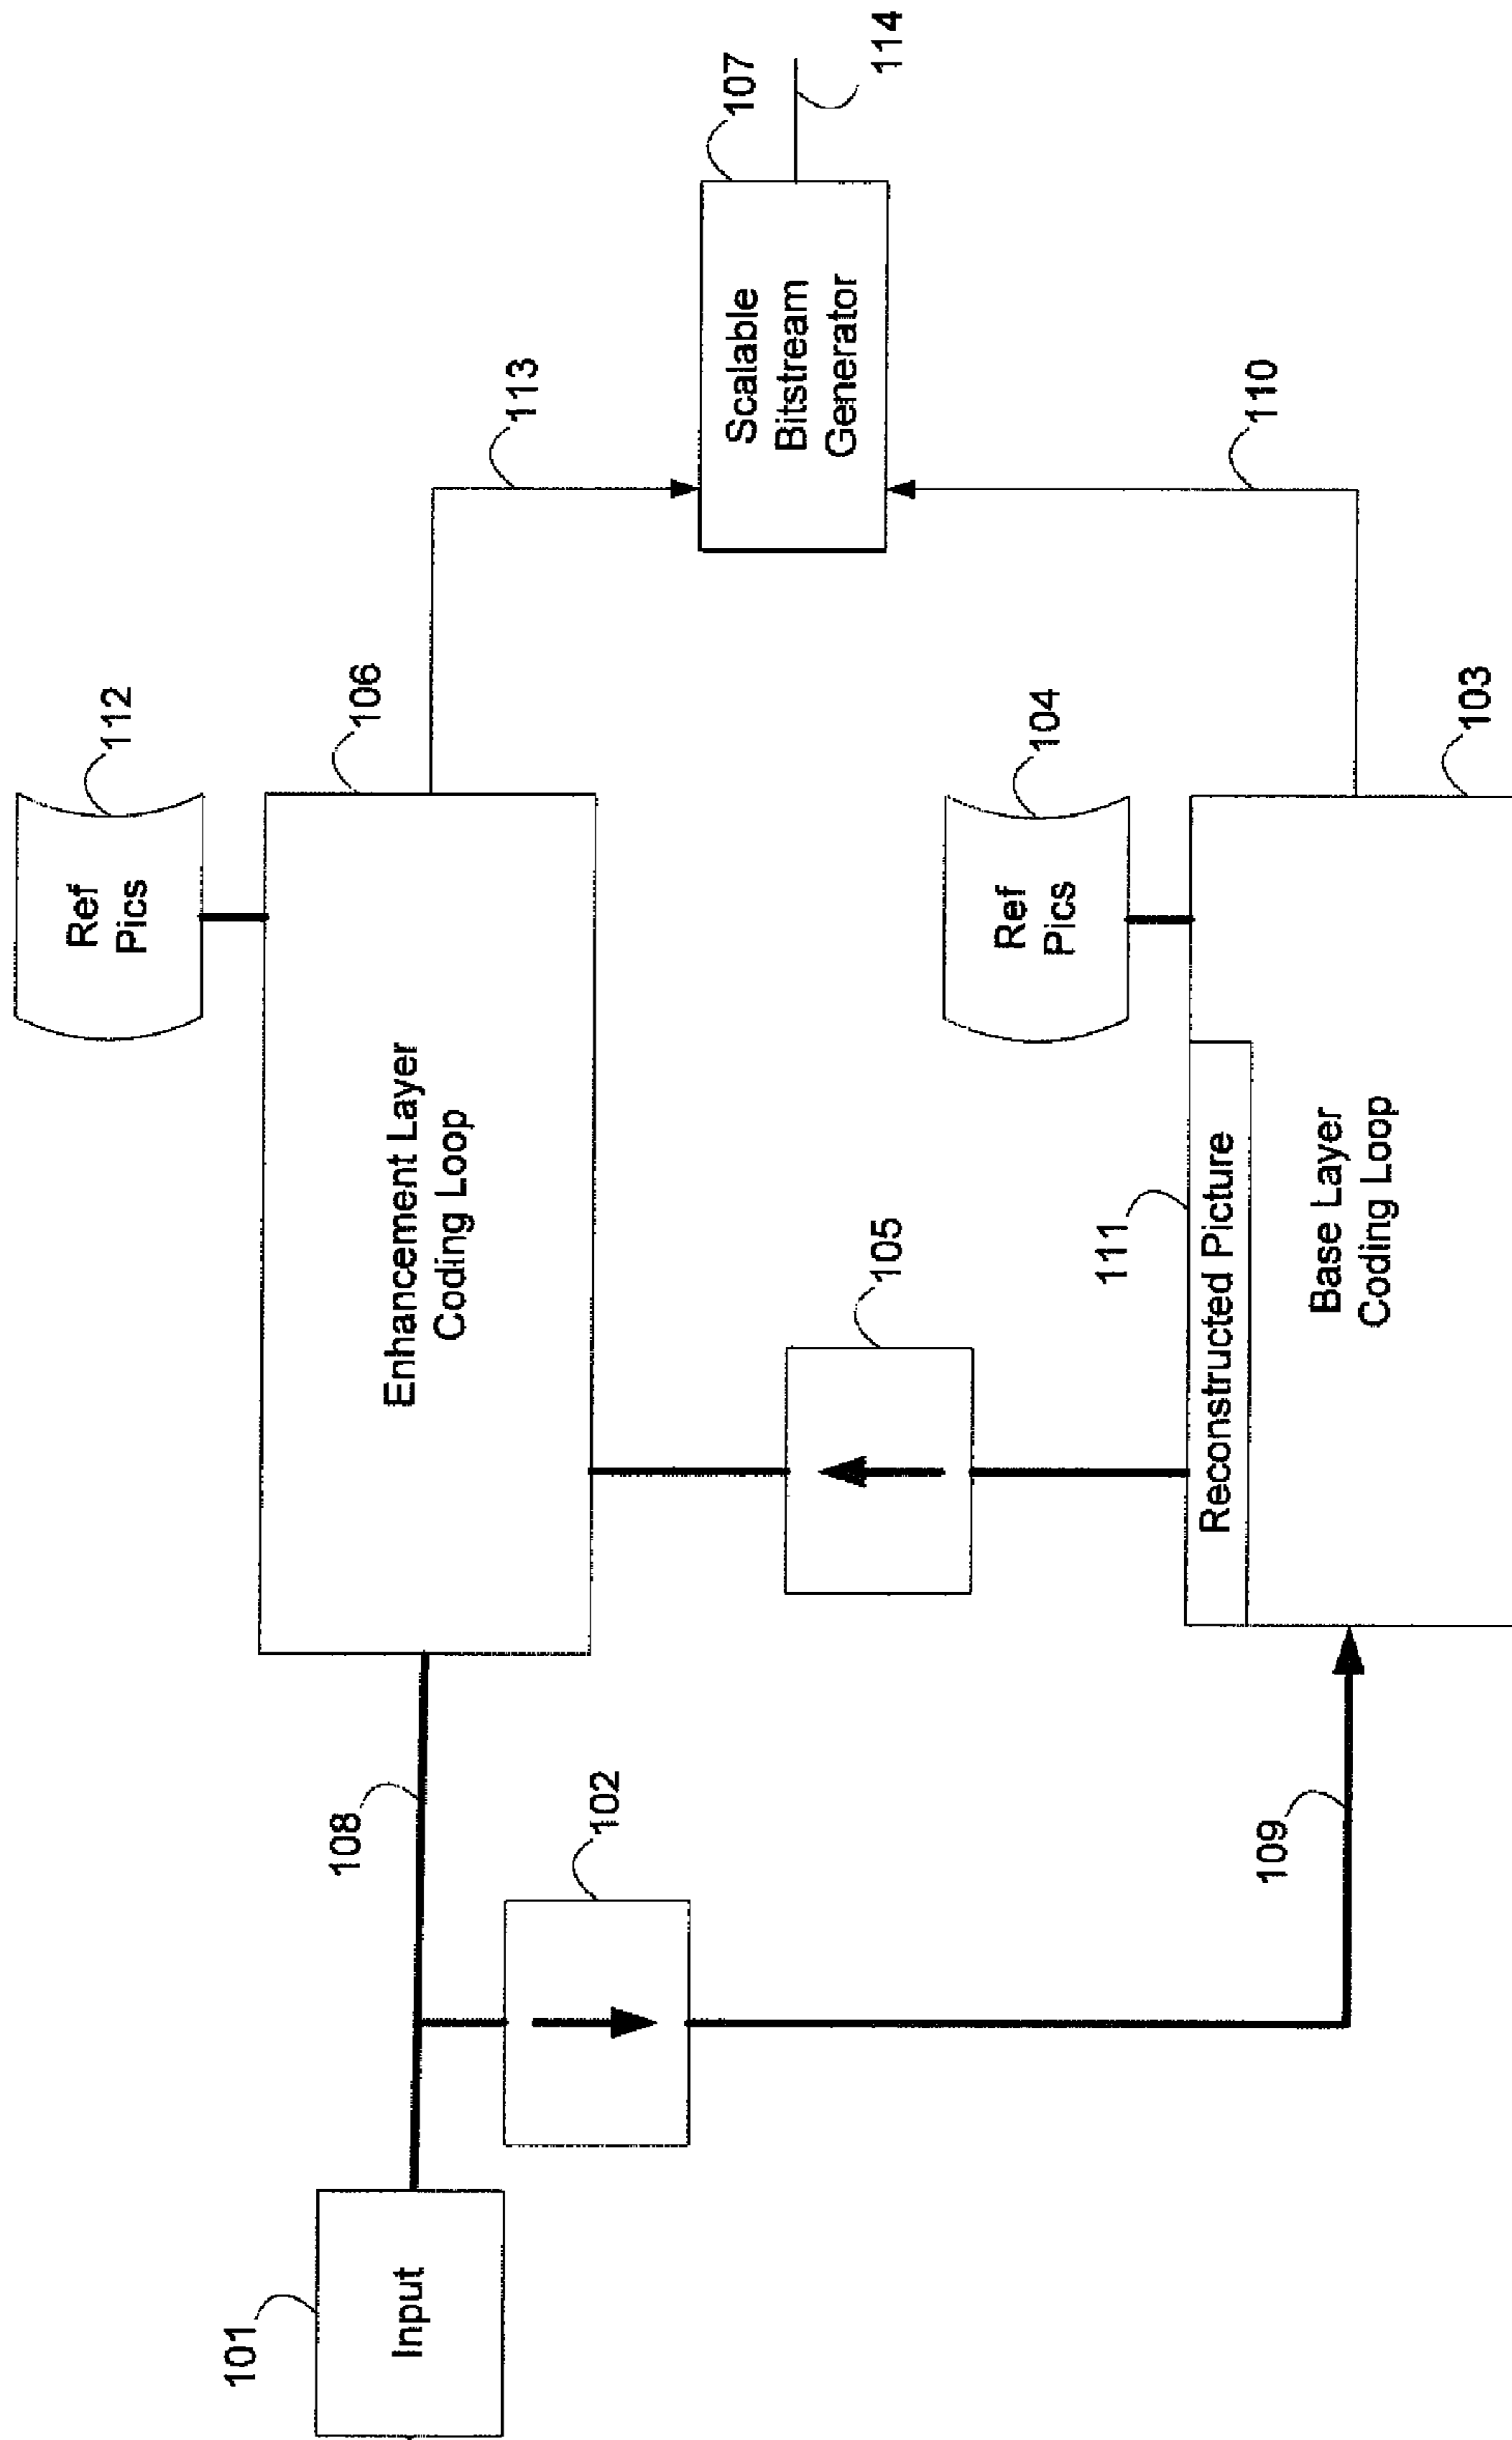 101
Input
108
102
109
Enhancement Layer
Coding Loop
106
Ref
Pics
112
105
111
Reconstructed Picture
Base Layer
Coding Loop
103
Ref
Pics
104
113
110
Scalable
Bitstream
Generator
107
114